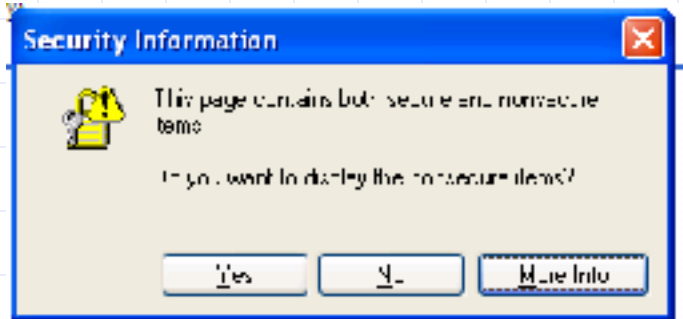 Security Information
This page contains both secure and nonsecure
items
Do you want to display the nonsecure items?
Yes
No
More Info